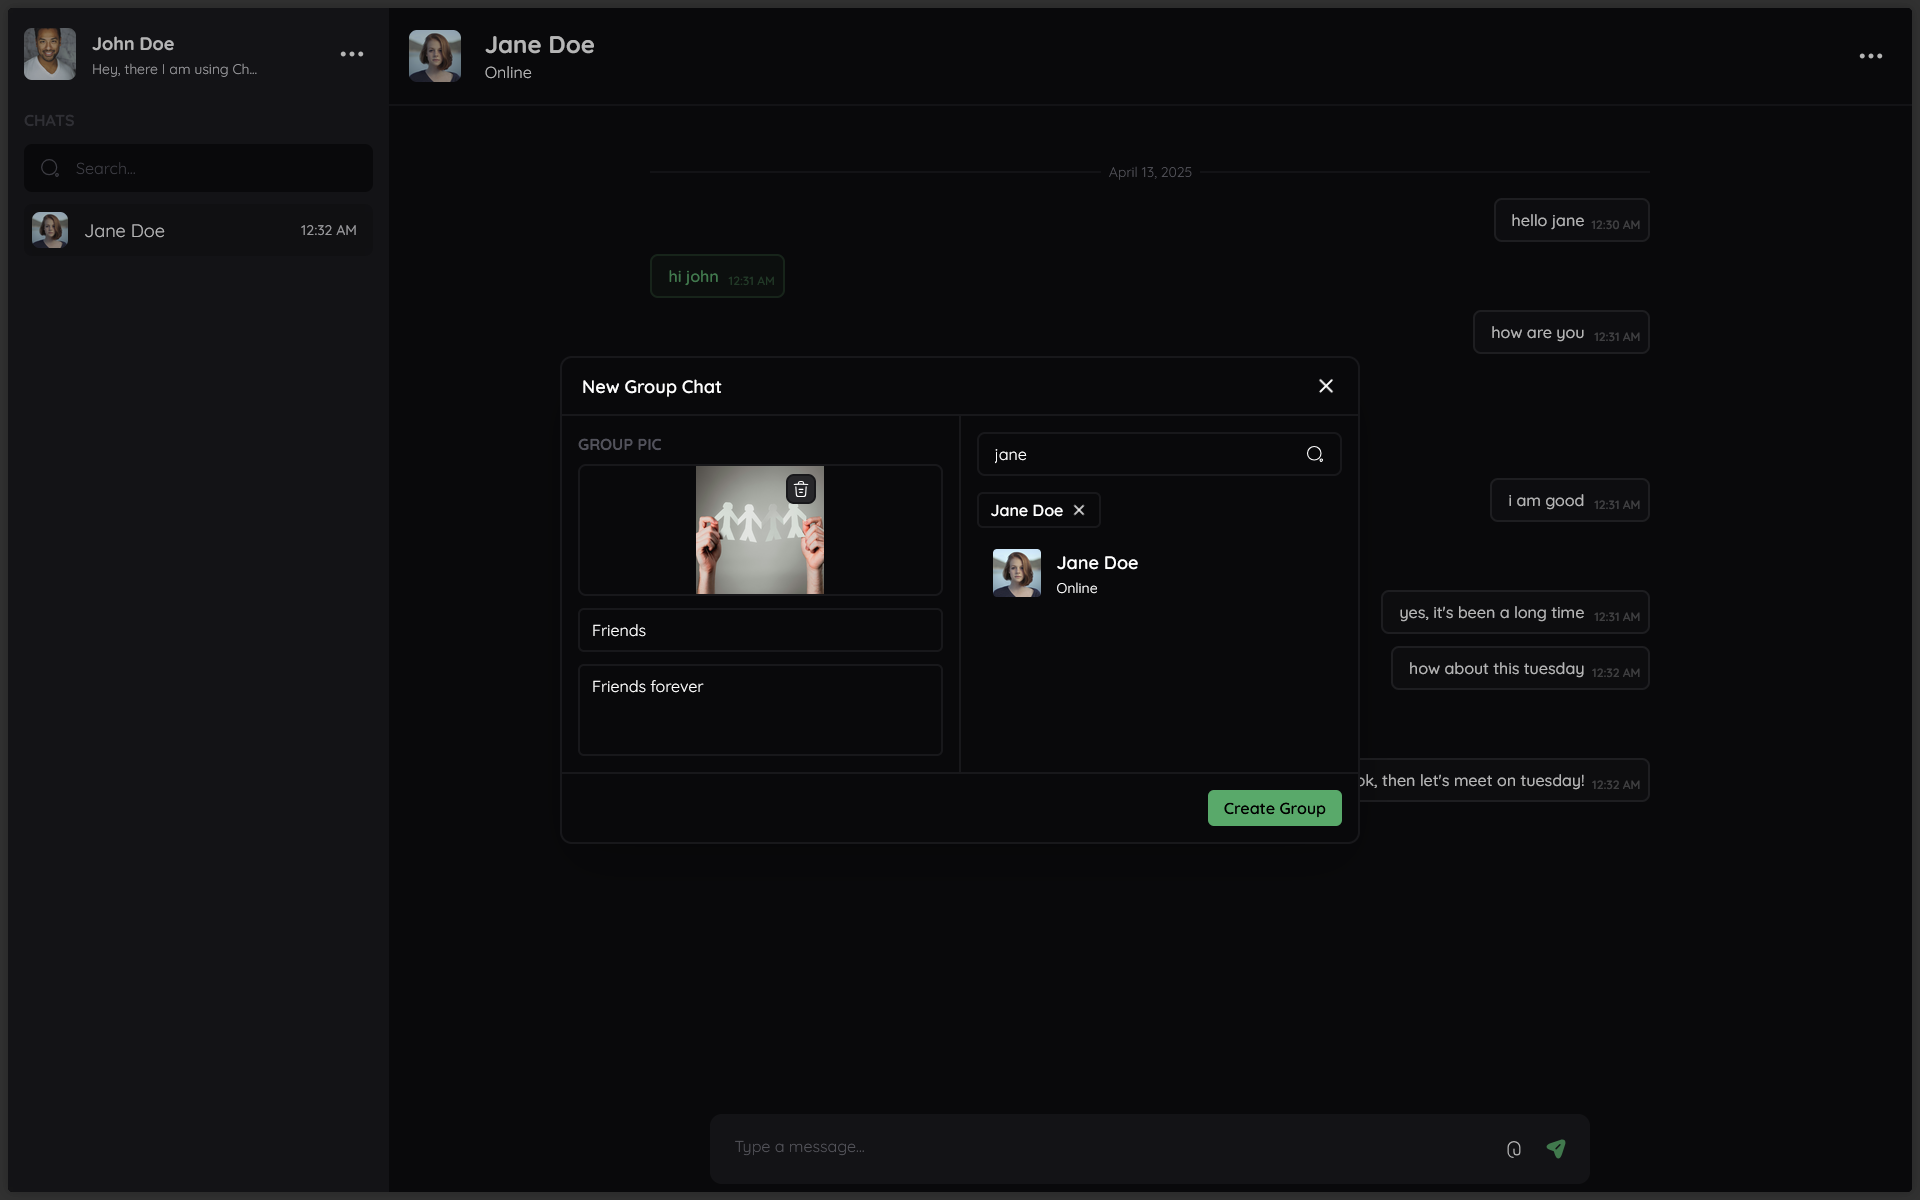 John Doe
Hey, there I am using Ch...
CHATS
Search...
Jane Doe
12:32 AM
Jane Doe
Online
April 13, 2025
hello jane 12:30 AM
hi john 12:31 AM
how are you 12:31 AM
New Group Chat
GROUP PIC
Friends
Friends forever
jane
Jane Doe
Jane Doe
Online
Create Group
i am good 12:31 AM
yes, it's been a long time 12:31 AM
how about this tuesday 12:32 AM
ok, then let's meet on tuesday! 12:32 AM
Type a message...